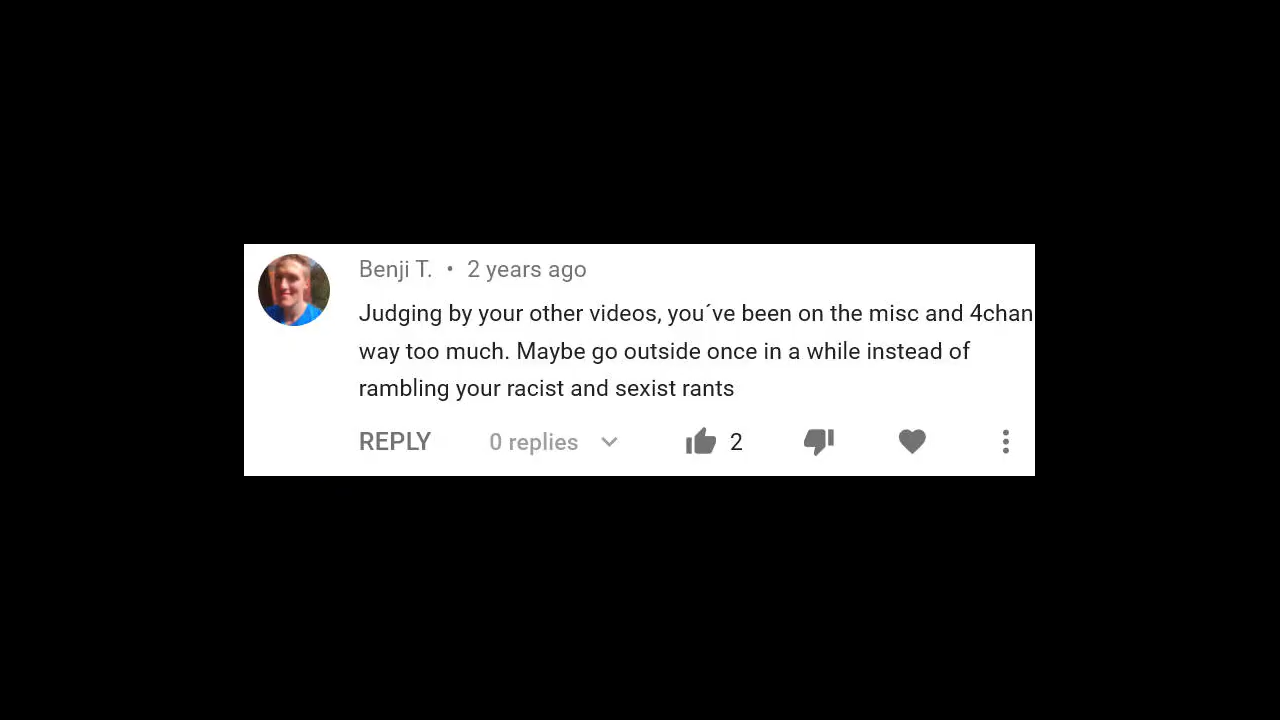 Benji T. • 2 years ago
Judging by your other videos, you´ve been on the misc and 4chan
way too much. Maybe go outside once in a while instead of
rambling your racist and sexist rants
REPLY 0 replies 2